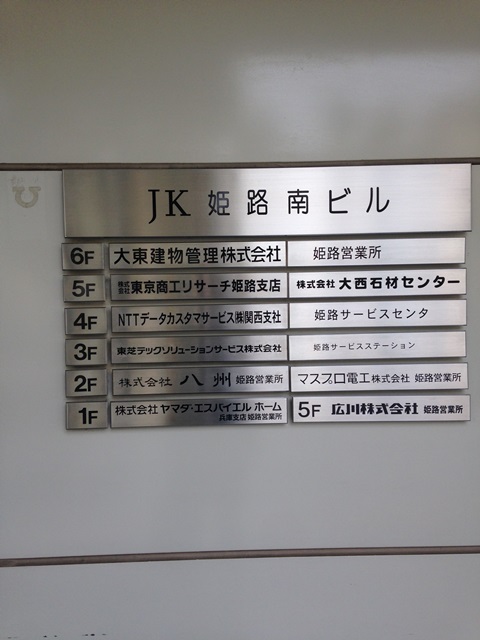 JK 姫路南ビル
6F 大東建物管理株式会社 姫路営業所
5F 株式会社 東京商工リサーチ姫路支店 株式会社 大西石材センター
4F NTTデータカスタマサービス㈱関西支社 姫路サービスセンタ
3F 東芝テックソリューションサービス株式会社 姫路サービスステーション
2F 株式会社 八州 姫路営業所 マスプロ電工株式会社 姫路営業所
1F 株式会社 ヤマダ・エスバイエル ホーム 5F 広川株式会社 姫路営業所
兵庫支店 姫路営業所